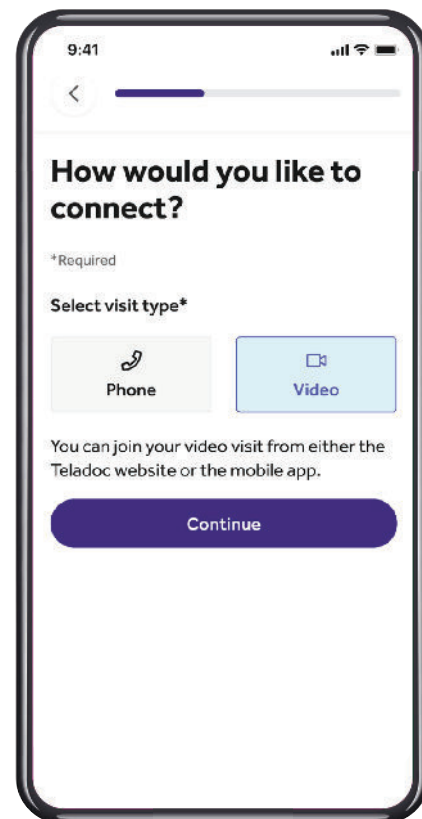 9:41
How would you like to
connect?
*Required
Select visit type*
Phone
Video
You can join your video visit from either the
Teladoc website or the mobile app.
Continue